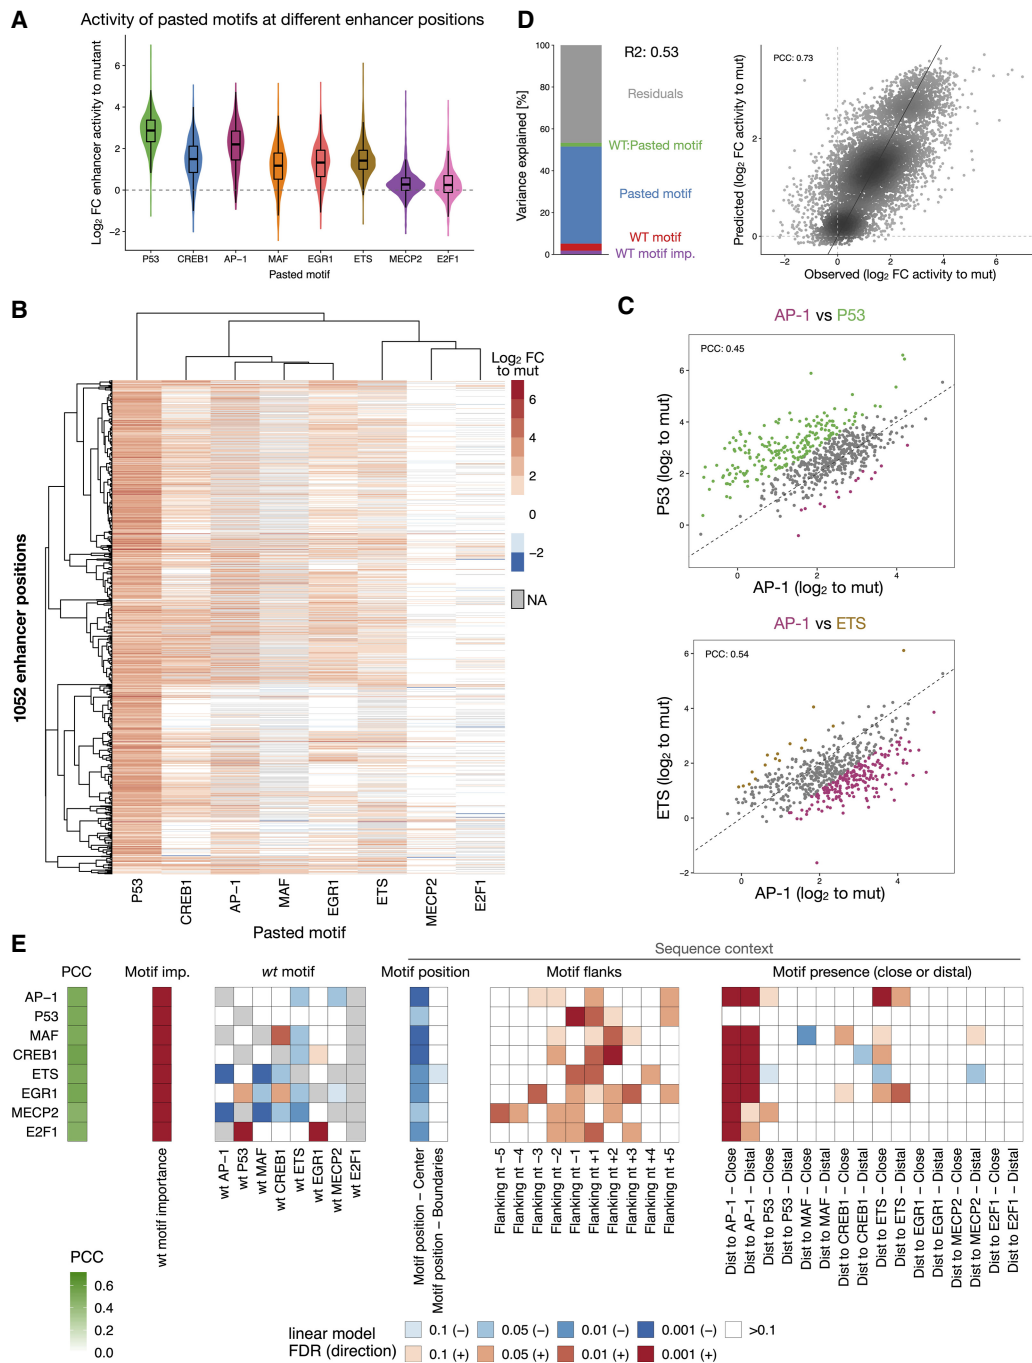 A
Activity of pasted motifs at different enhancer positions
Log2 FC enhancer activity to mutant
6
4
2
0
−2
P53
CREB1
AP-1
MAF
EGR1
ETS
MECP2
E2F1
Pasted motif
D
R2: 0.53
Variance explained [%]
100
80
60
40
20
0
Residuals
WT:Pasted motif
Pasted motif
WT motif
WT motif imp.
PCC: 0.73
Predicted (log2 FC activity to mut)
2
0
−2
0
2
4
6
Observed (log2 FC activity to mut)
B
Log2 FC
to mut
6
4
2
0
−2
NA
1052 enhancer positions
P53
CREB1
AP-1
MAF
EGR1
ETS
MECP2
E2F1
Pasted motif
C
AP-1 vs P53
PCC: 0.45
P53 (log2 to mut)
6
4
2
0
0
2
4
AP-1 (log2 to mut)
AP-1 vs ETS
PCC: 0.54
ETS (log2 to mut)
6
4
2
0
−2
0
2
4
AP-1 (log2 to mut)
E
Sequence context
PCC
Motif imp.
wt motif
Motif position
Motif flanks
Motif presence (close or distal)
AP−1
P53
MAF
CREB1
ETS
EGR1
MECP2
E2F1
wt motif importance
wt AP−1
wt P53
wt MAF
wt CREB1
wt ETS
wt EGR1
wt MECP2
wt E2F1
Motif position − Center
Motif position − Boundaries
Flanking nt −5
Flanking nt −4
Flanking nt −3
Flanking nt −2
Flanking nt −1
Flanking nt +1
Flanking nt +2
Flanking nt +3
Flanking nt +4
Flanking nt +5
Dist to AP−1 − Close
Dist to AP−1 − Distal
Dist to P53 − Close
Dist to P53 − Distal
Dist to MAF − Close
Dist to MAF − Distal
Dist to CREB1 − Close
Dist to CREB1 − Distal
Dist to ETS − Close
Dist to ETS − Distal
Dist to EGR1 − Close
Dist to EGR1 − Distal
Dist to MECP2 − Close
Dist to MECP2 − Distal
Dist to E2F1 − Close
Dist to E2F1 − Distal
PCC
0.6
0.4
0.2
0.0
linear model
FDR (direction)
0.1 (−)
0.05 (−)
0.01 (−)
0.001 (−)
>0.1
0.1 (+)
0.05 (+)
0.01 (+)
0.001 (+)